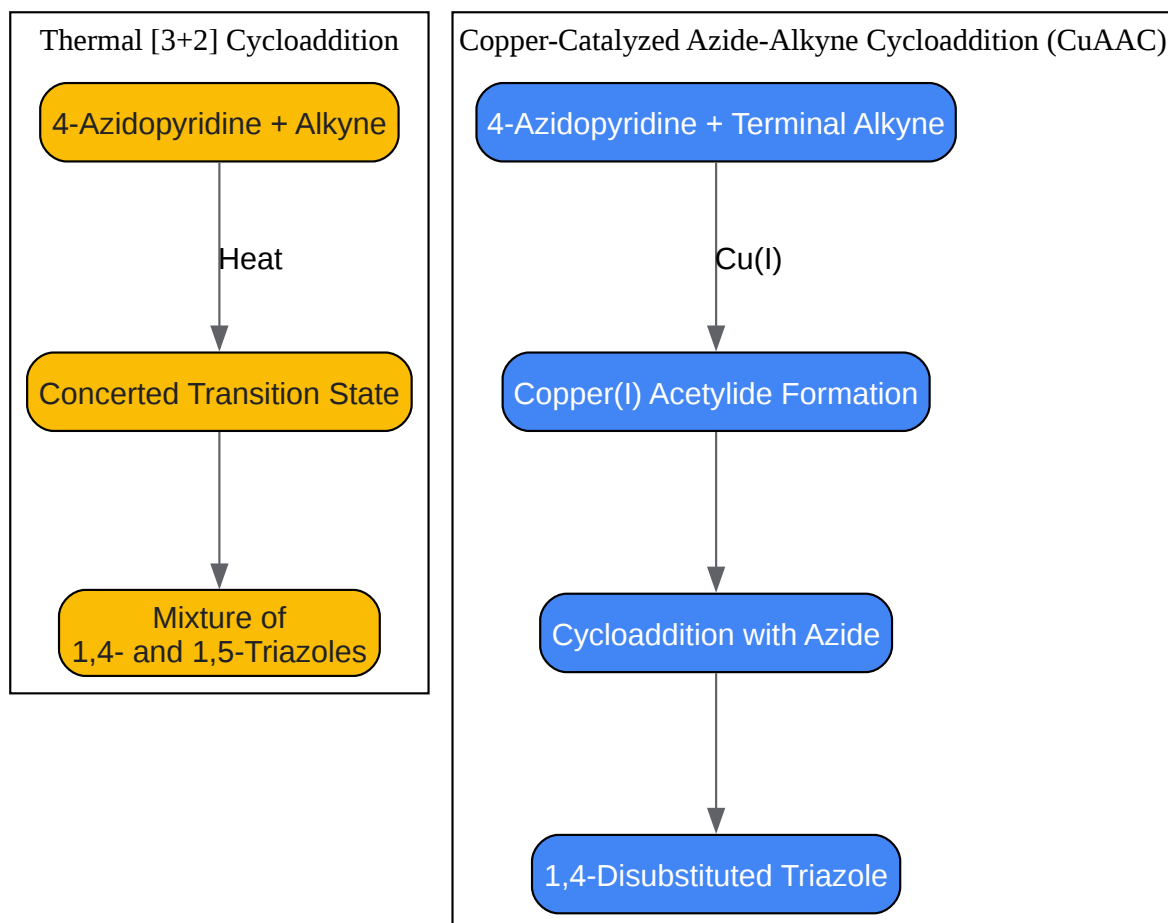 Thermal [3+2] Cycloaddition
4-Azidopyridine + Alkyne
Heat
Concerted Transition State
Mixture of
1,4- and 1,5-Triazoles
Copper-Catalyzed Azide-Alkyne Cycloaddition (CuAAC)
4-Azidopyridine + Terminal Alkyne
Cu(I)
Copper(I) Acetylide Formation
Cycloaddition with Azide
1,4-Disubstituted Triazole